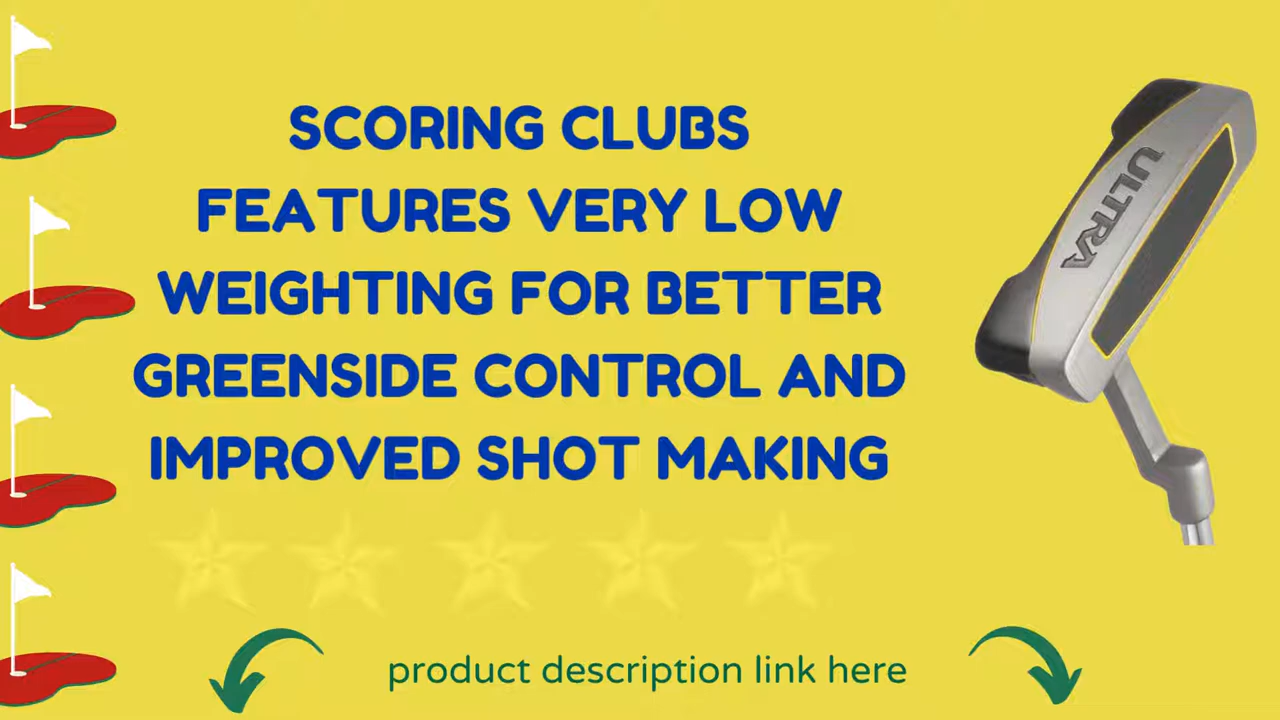 SCORING CLUBS
FEATURES VERY LOW
WEIGHTING FOR BETTER
GREENSIDE CONTROL AND
IMPROVED SHOT MAKING
ULTRA
product description link here